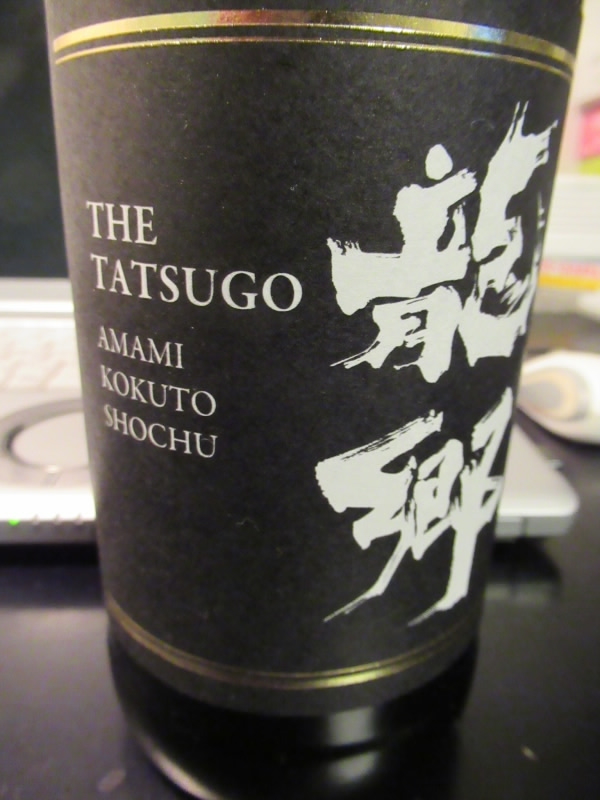 THE
TATSUGO
AMAMI
KOKUTO
SHOCHU
龍郷